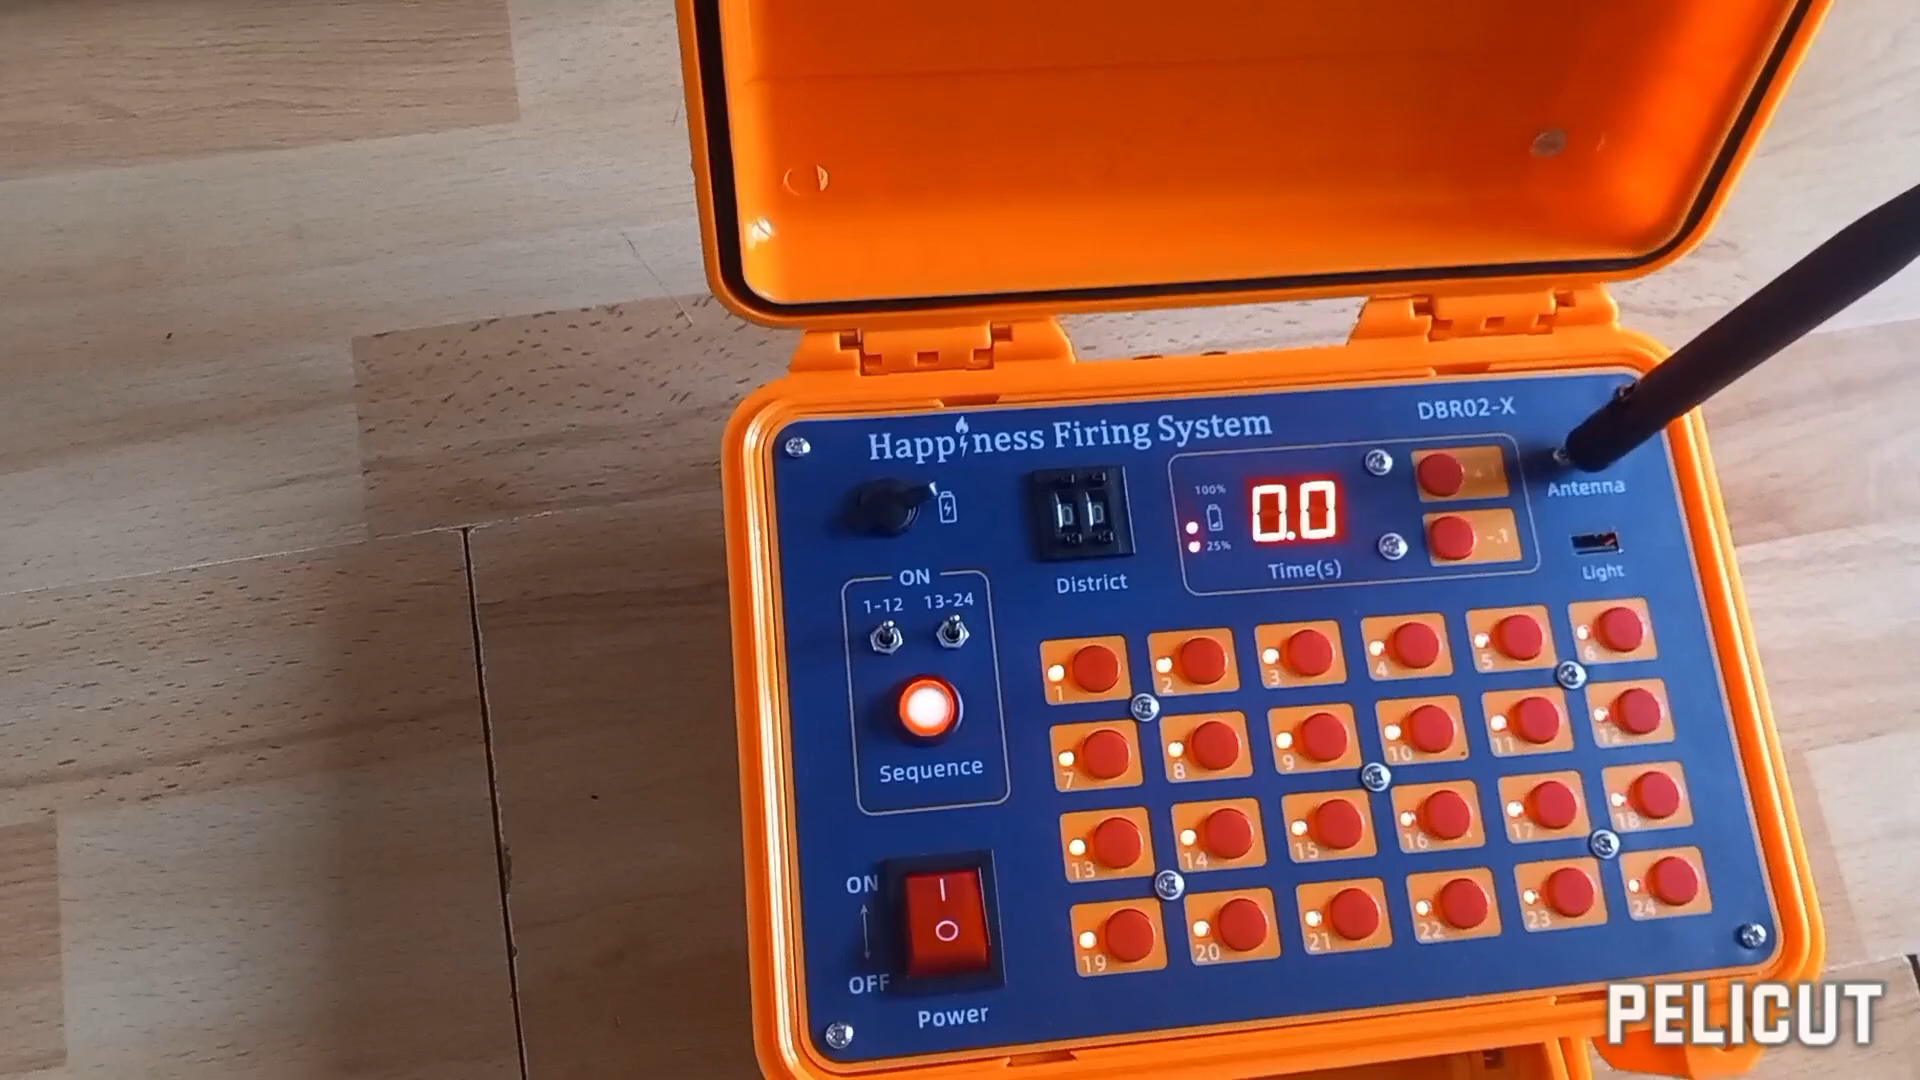 Happiness Firing System
DBR02-X
100%
25%
0.0
Time(s)
+.1
-.1
Antenna
District
Light
ON
1-12
13-24
Sequence
1
2
3
4
5
6
7
8
9
10
11
12
13
14
15
16
17
18
19
20
21
22
23
24
ON
OFF
Power
PELICUT